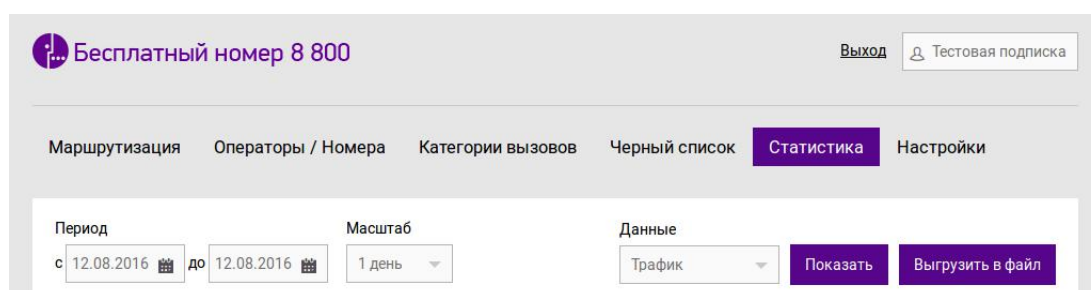 Бесплатный номер 8 800
Выход
Тестовая подписка
Маршрутизация Операторы / Номера Категории вызовов Черный список Статистика Настройки
Период Масштаб Данные
с 12.08.2016 до 12.08.2016 1 день Трафик Показать Выгрузить в файл